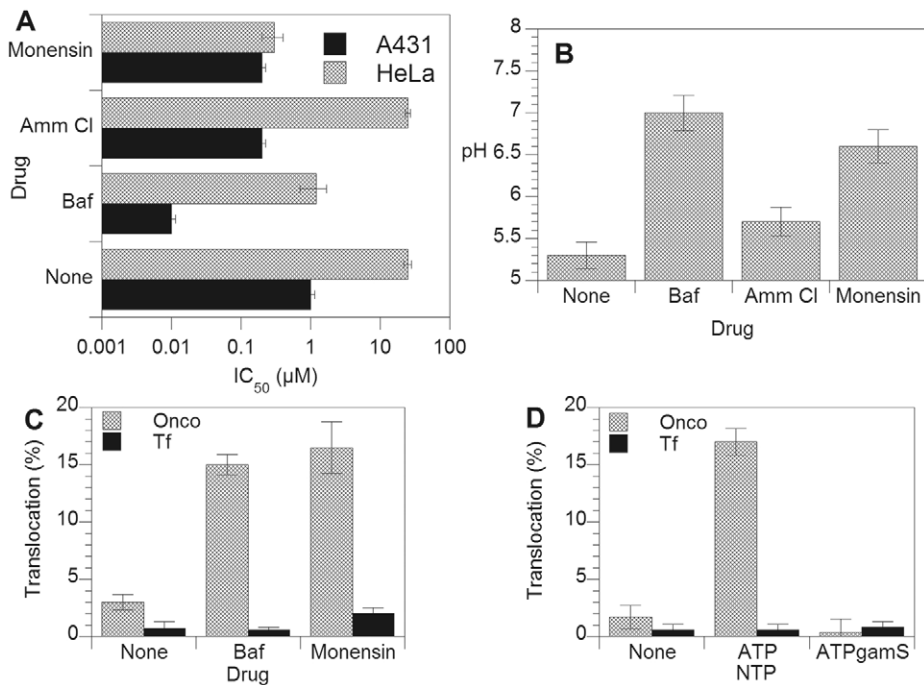 A
A431
HeLa
Monensin
Amm Cl
Baf
None
Drug
0.001 0.01 0.1 1 10 100
IC50 (µM)
B
8
7.5
7
6.5
6
5.5
5
pH
None Baf Amm Cl Monensin
Drug
C
Onco
Tf
20
15
10
5
0
Translocation (%)
None Baf Monensin
Drug
D
Onco
Tf
20
15
10
5
0
Translocation (%)
None ATP ATPgamS
NTP